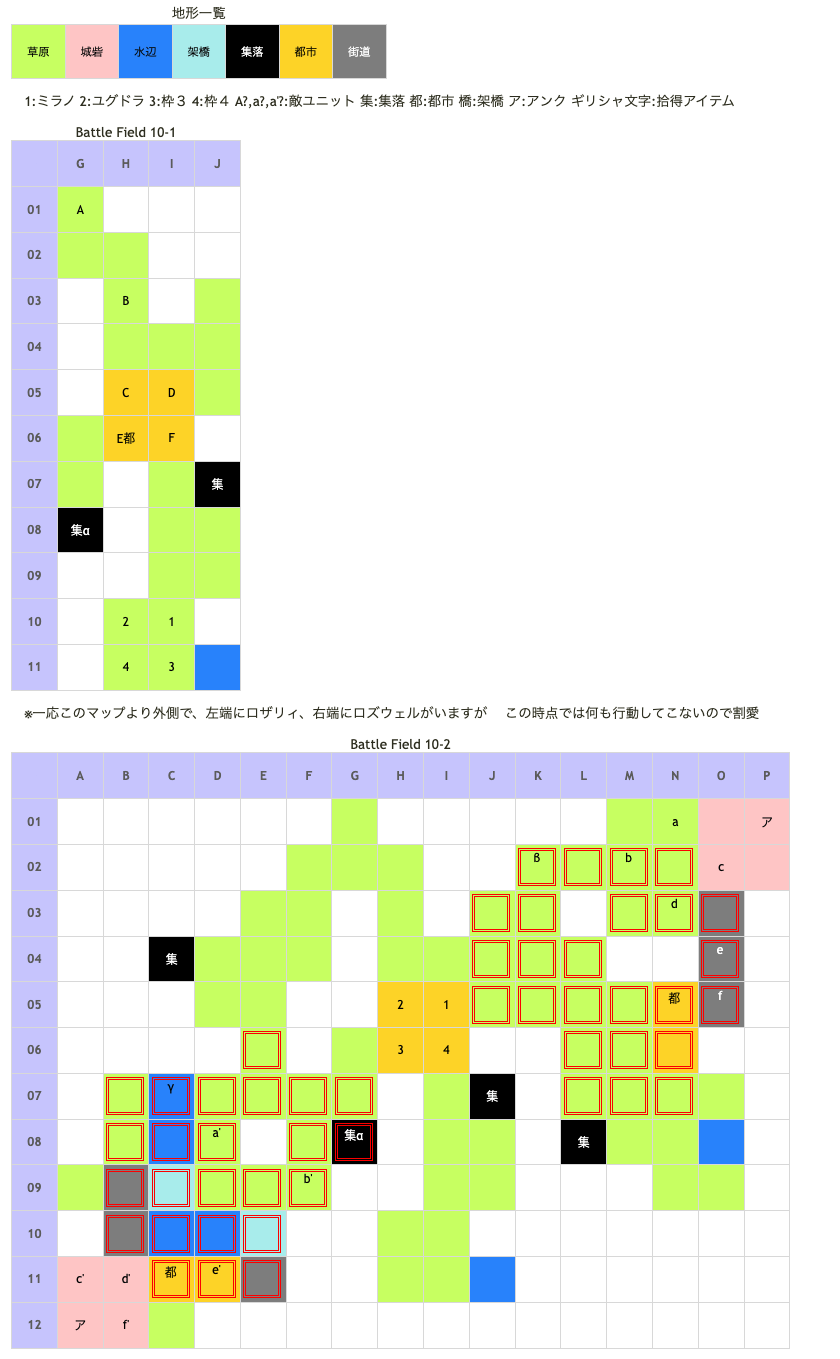 地形一覧
草原 城砦 水辺 架橋 集落 都市 街道
1:ミラノ 2:ユグドラ 3:枠３ 4:枠４ A?,a?,a'?:敵ユニット 集:集落 都:都市 橋:架橋 ア:アンク ギリシャ文字:拾得アイテム
Battle Field 10-1
G H I J
01 A
02
03 B
04
05 C D
06 E都 F
07 集
08 集α
09
10 2 1
11 4 3
※一応このマップより外側で、左端にロザリィ、右端にロズウェルがいますが　この時点では何も行動してこないので割愛
Battle Field 10-2
A B C D E F G H I J K L M N O P
01 a ア
02 β b c
03 d
04 集 e
05 2 1 都 f
06 3 4
07 γ 集
08 a' 集α 集
09 b'
10
11 c' d' 都 e'
12 ア f'